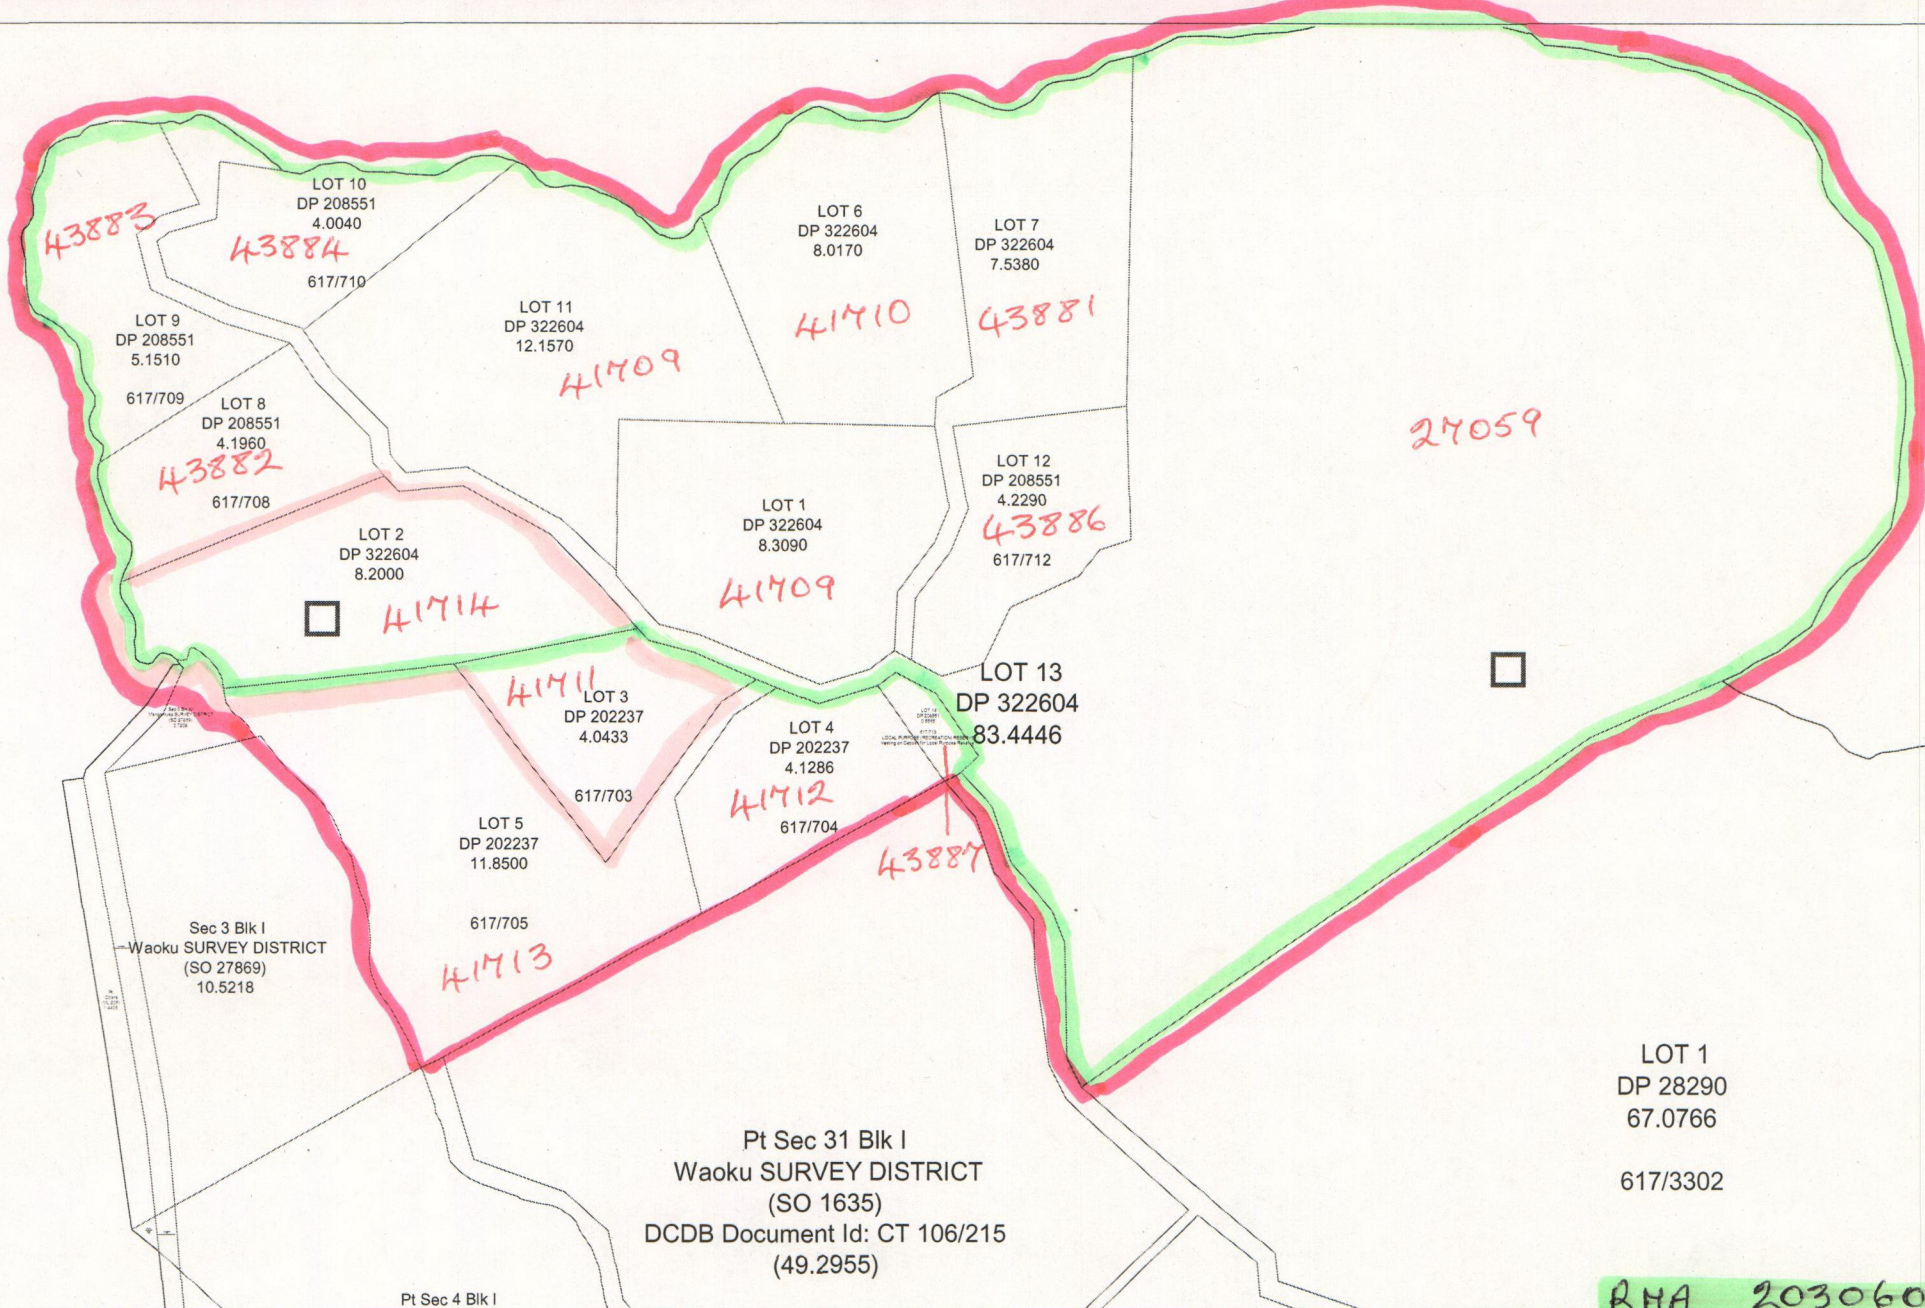 LOT 10
DP 208551
4.0040
43884
617/710
43883
LOT 9
DP 208551
5.1510
617/709
LOT 8
DP 208551
4.1960
43882
617/708
LOT 11
DP 322604
12.1570
41709
LOT 6
DP 322604
8.0170
41710
LOT 7
DP 322604
7.5380
43881
27059
LOT 2
DP 322604
8.2000
41714
LOT 1
DP 322604
8.3090
41709
LOT 12
DP 208551
4.2290
43886
617/712
LOT 13
DP 322604
83.4446
41711
LOT 3
DP 202237
4.0433
617/703
LOT 4
DP 202237
4.1286
41712
617/704
43887
LOT 5
DP 202237
11.8500
617/705
41713
Sec 3 Blk I
Waoku SURVEY DISTRICT
(SO 27869)
10.5218
Pt Sec 31 Blk I
Waoku SURVEY DISTRICT
(SO 1635)
DCDB Document Id: CT 106/215
(49.2955)
LOT 1
DP 28290
67.0766
617/3302
Pt Sec 4 Blk I
RMA 203060